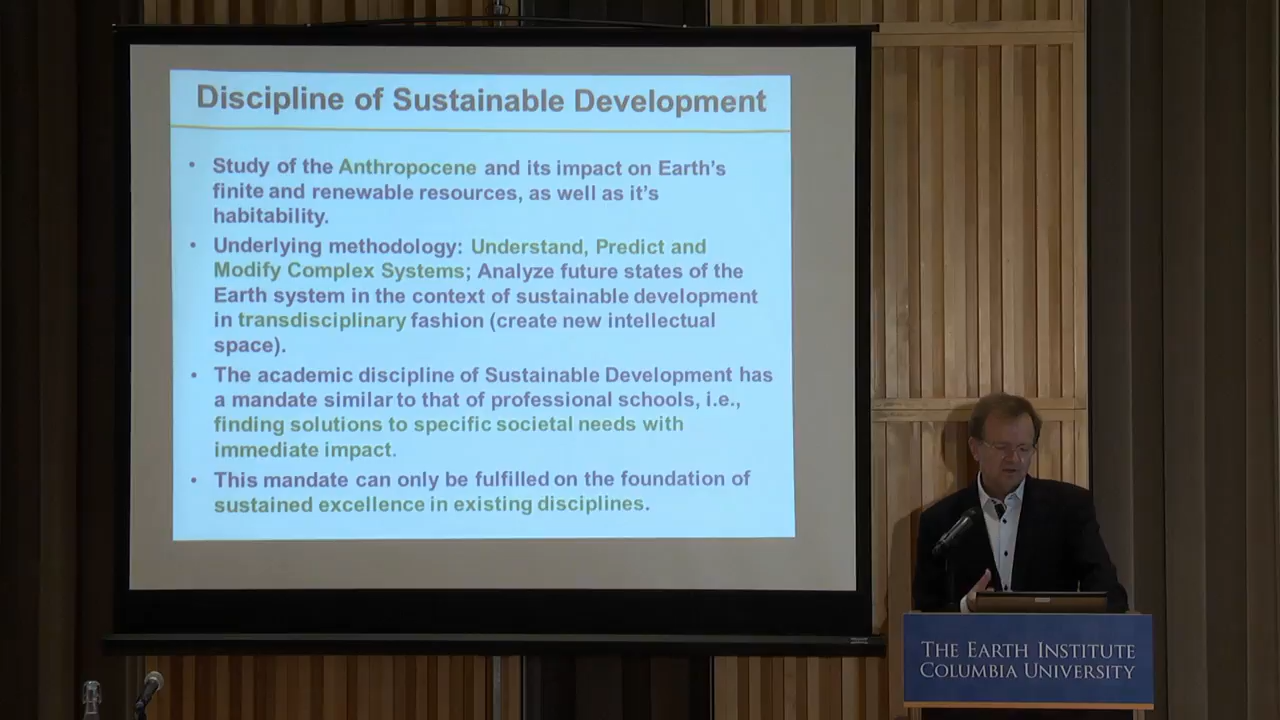 Discipline of Sustainable Development
• Study of the Anthropocene and its impact on Earth's
finite and renewable resources, as well as it's
habitability.
• Underlying methodology: Understand, Predict and
Modify Complex Systems; Analyze future states of the
Earth system in the context of sustainable development
in transdisciplinary fashion (create new intellectual
space).
• The academic discipline of Sustainable Development has
a mandate similar to that of professional schools, i.e.,
finding solutions to specific societal needs with
immediate impact.
• This mandate can only be fulfilled on the foundation of
sustained excellence in existing disciplines.
THE EARTH INSTITUTE
COLUMBIA UNIVERSITY